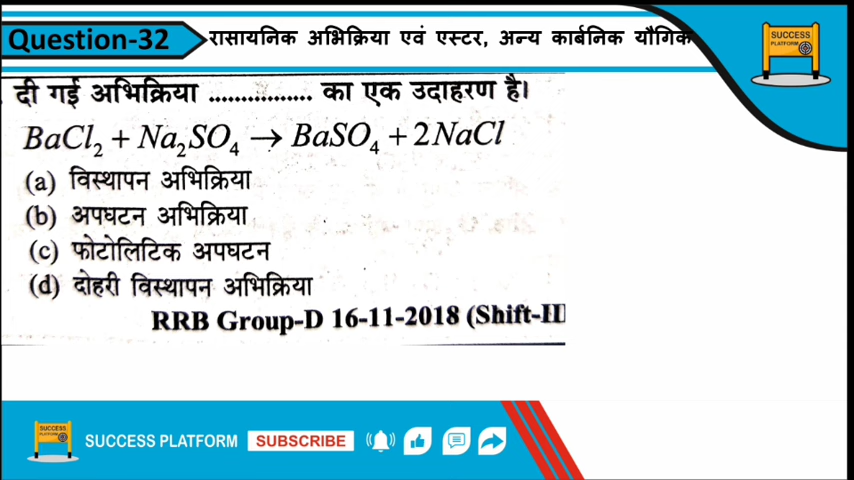 Question-32
रासायनिक अभिक्रिया एवं एस्टर, अन्य कार्बनिक यौगिक
SUCCESS
PLATFORM
दी गई अभिक्रिया ................. का एक उदाहरण है।
BaCl₂ + Na₂SO₄ → BaSO₄ + 2NaCl
(a) विस्थापन अभिक्रिया
(b) अपघटन अभिक्रिया
(c) फोटोलिटिक अपघटन
(d) दोहरी विस्थापन अभिक्रिया
RRB Group-D 16-11-2018 (Shift-II
SUCCESS
PLATFORM
SUCCESS PLATFORM
SUBSCRIBE